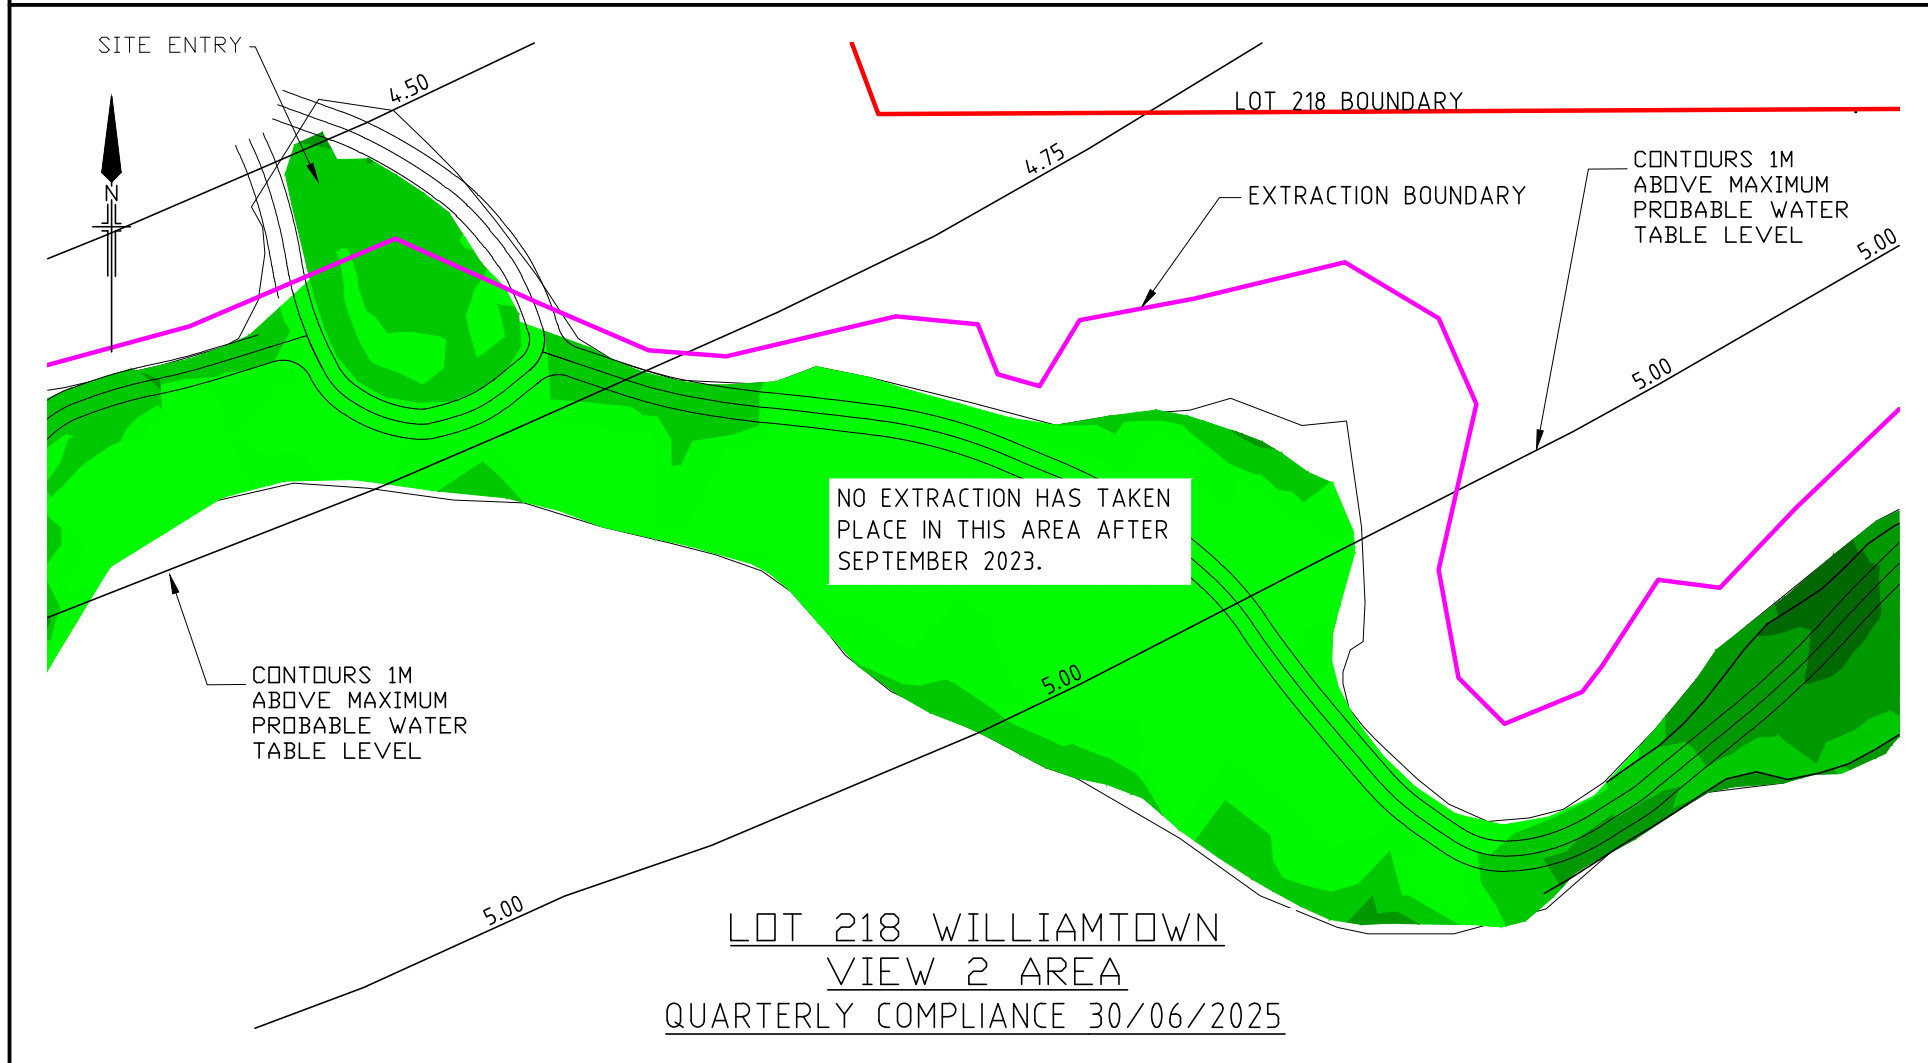 SITE ENTRY
4.50
LOT 218 BOUNDARY
4.75
CONTOURS 1M
ABOVE MAXIMUM
PROBABLE WATER
TABLE LEVEL
EXTRACTION BOUNDARY
N
5.00
5.00
NO EXTRACTION HAS TAKEN
PLACE IN THIS AREA AFTER
SEPTEMBER 2023.
5.00
CONTOURS 1M
ABOVE MAXIMUM
PROBABLE WATER
TABLE LEVEL
5.00
LOT 218 WILLIAMTOWN
VIEW 2 AREA
QUARTERLY COMPLIANCE 30/06/2025